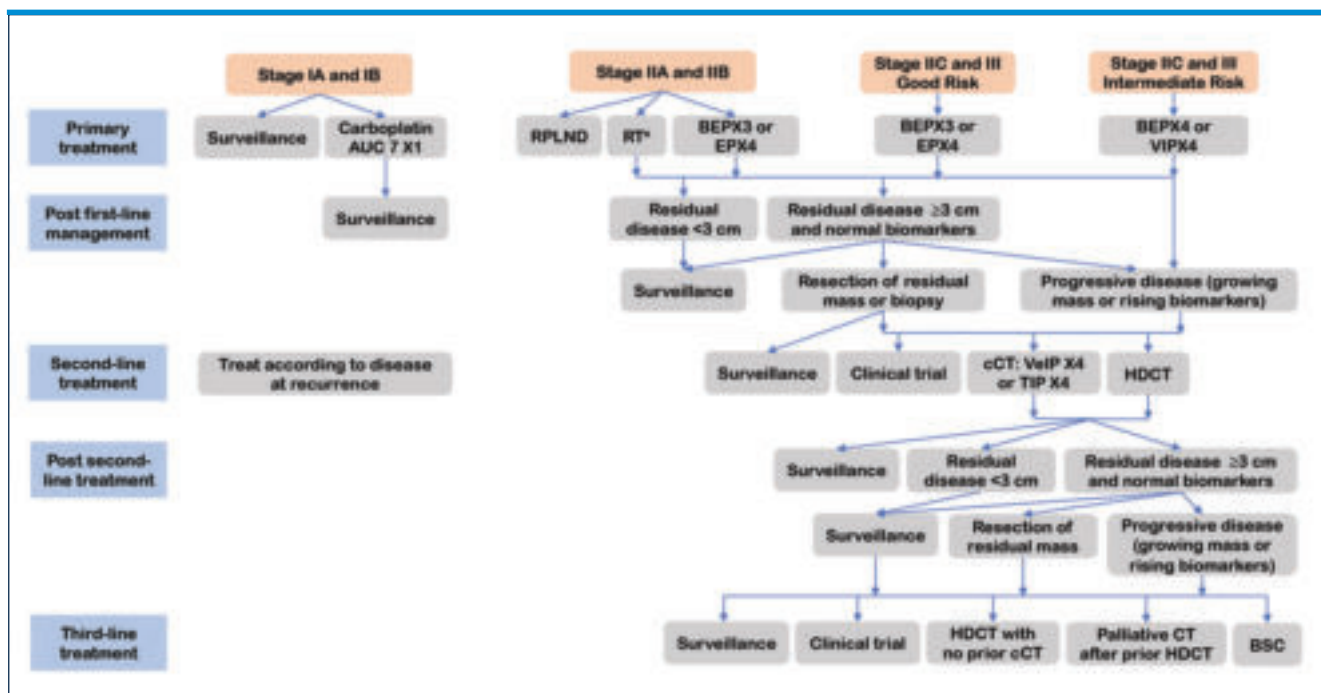 Stage IA and IB
Stage IIA and IIB
Stage IIC and III
Good Risk
Stage IIC and III
Intermediate Risk
Primary
treatment
Surveillance
Carboplatin
AUC 7 X1
RPLND
RT*
BEPX3 or
EPX4
BEPX3 or
EPX4
BEPX4 or
VIPX4
Post first-line
management
Surveillance
Residual
disease <3 cm
Residual disease ≥3 cm
and normal biomarkers
Surveillance
Resection of residual
mass or biopsy
Progressive disease (growing
mass or rising biomarkers)
Second-line
treatment
Treat according to disease
at recurrence
Surveillance
Clinical trial
cCT: VeIP X4
or TIP X4
HDCT
Post second-
line treatment
Surveillance
Residual
disease <3 cm
Residual disease ≥3 cm
and normal biomarkers
Surveillance
Resection of
residual mass
Progressive disease
(growing mass or
rising biomarkers)
Third-line
treatment
Surveillance
Clinical trial
HDCT with
no prior cCT
Palliative CT
after prior HDCT
BSC